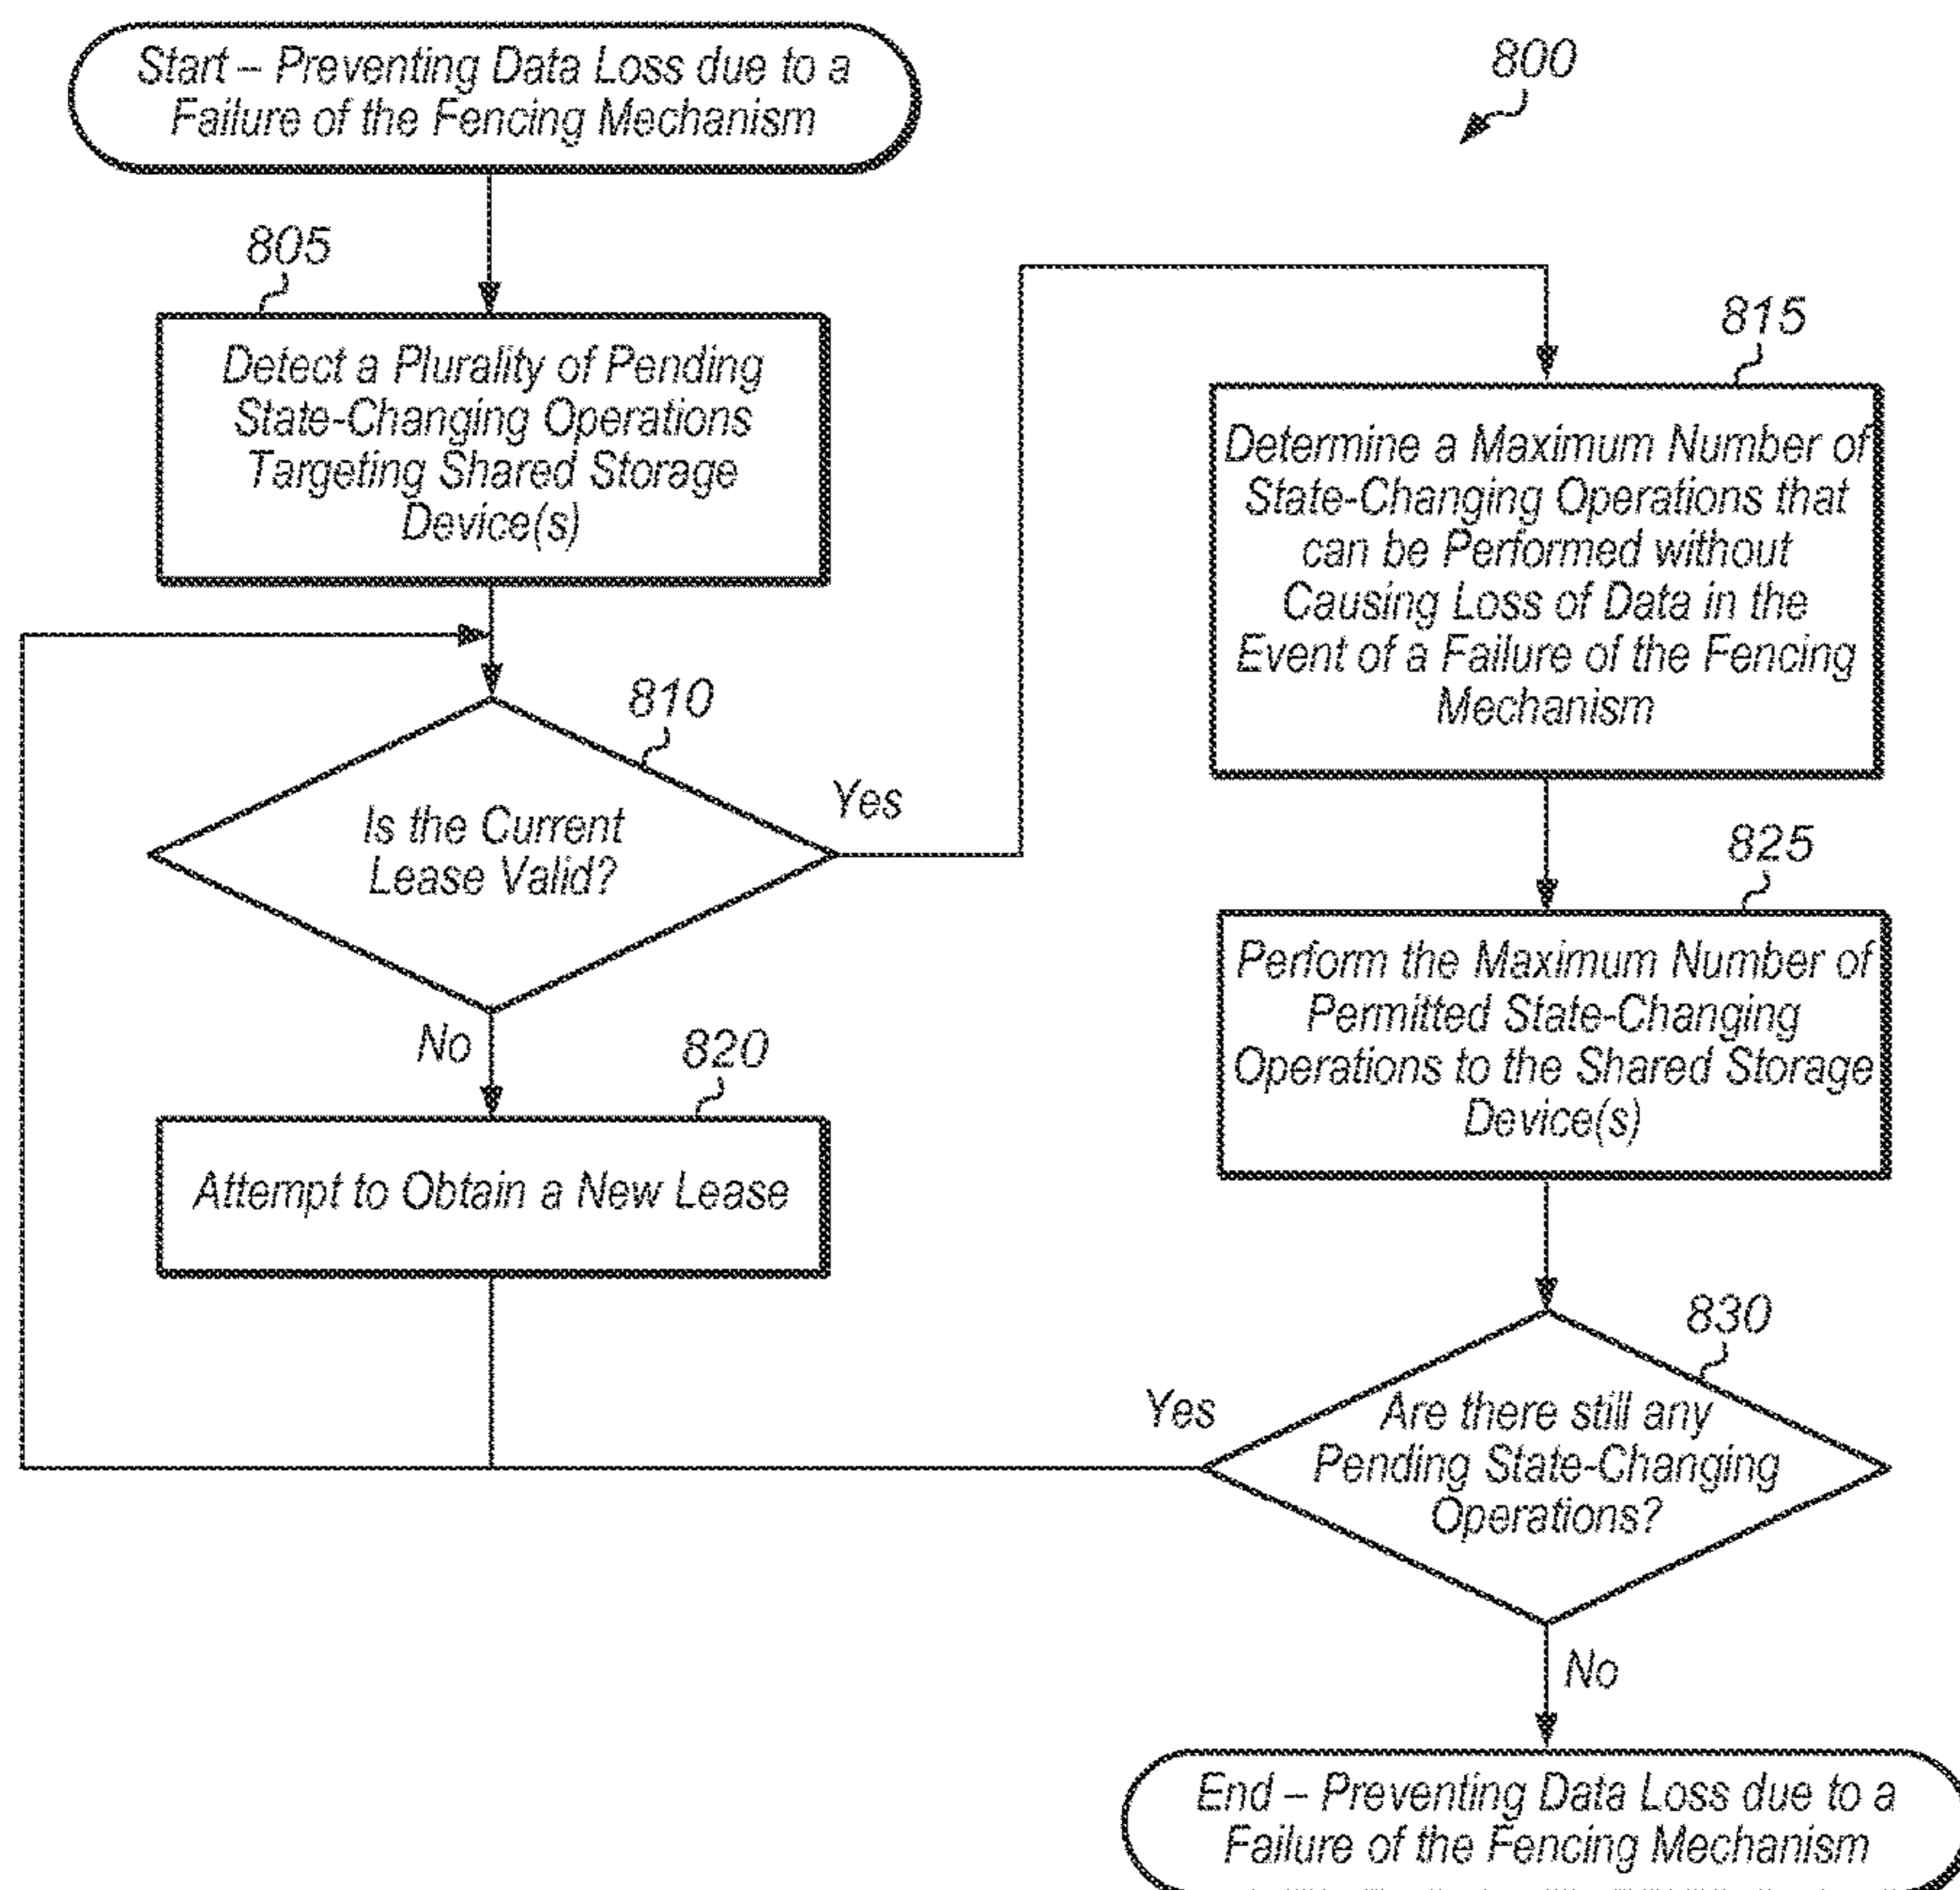 Start – Preventing Data Loss due to a
Failure of the Fencing Mechanism
800
805
Detect a Plurality of Pending
State-Changing Operations
Targeting Shared Storage
Device(s)
810
Is the Current
Lease Valid?
Yes
No
820
Attempt to Obtain a New Lease
815
Determine a Maximum Number of
State-Changing Operations that
can be Performed without
Causing Loss of Data in the
Event of a Failure of the Fencing
Mechanism
825
Perform the Maximum Number of
Permitted State-Changing
Operations to the Shared Storage
Device(s)
830
Are there still any
Pending State-Changing
Operations?
Yes
No
End – Preventing Data Loss due to a
Failure of the Fencing Mechanism